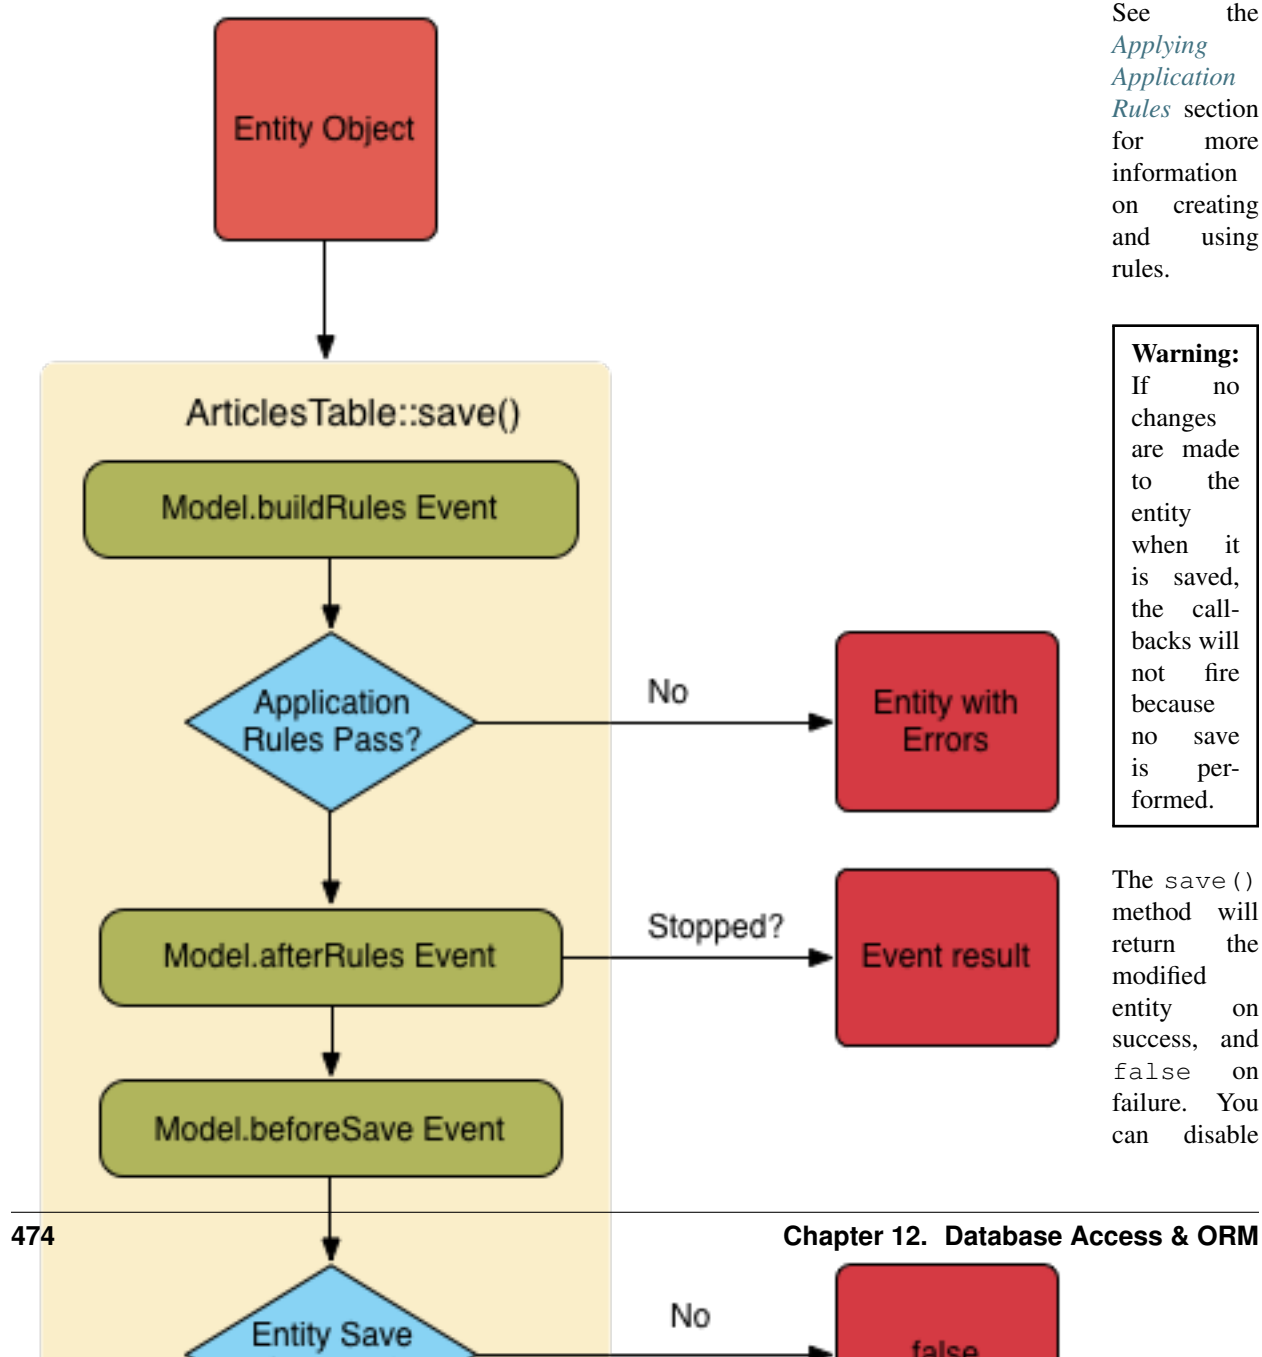 Entity Object
ArticlesTable::save()
Model.buildRules Event
Application
Rules Pass?
No
Entity with
Errors
Model.afterRules Event
Stopped?
Event result
Model.beforeSave Event
Entity Save
No
false
See the
Applying
Application
Rules section
for more
information
on creating
and using
rules.
Warning:
If no
changes
are made
to the
entity
when it
is saved,
the call-
backs will
not fire
because
no save
is per-
formed.
The save()
method will
return the
modified
entity on
success, and
false on
failure. You
can disable
474
Chapter 12. Database Access & ORM